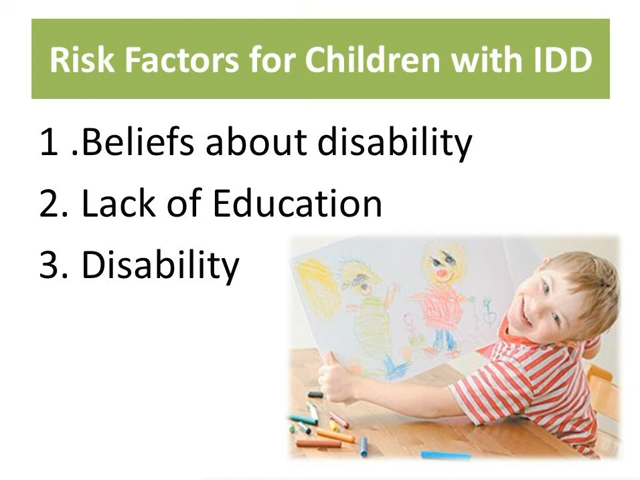 Risk Factors for Children with IDD
1 .Beliefs about disability
2. Lack of Education
3. Disability